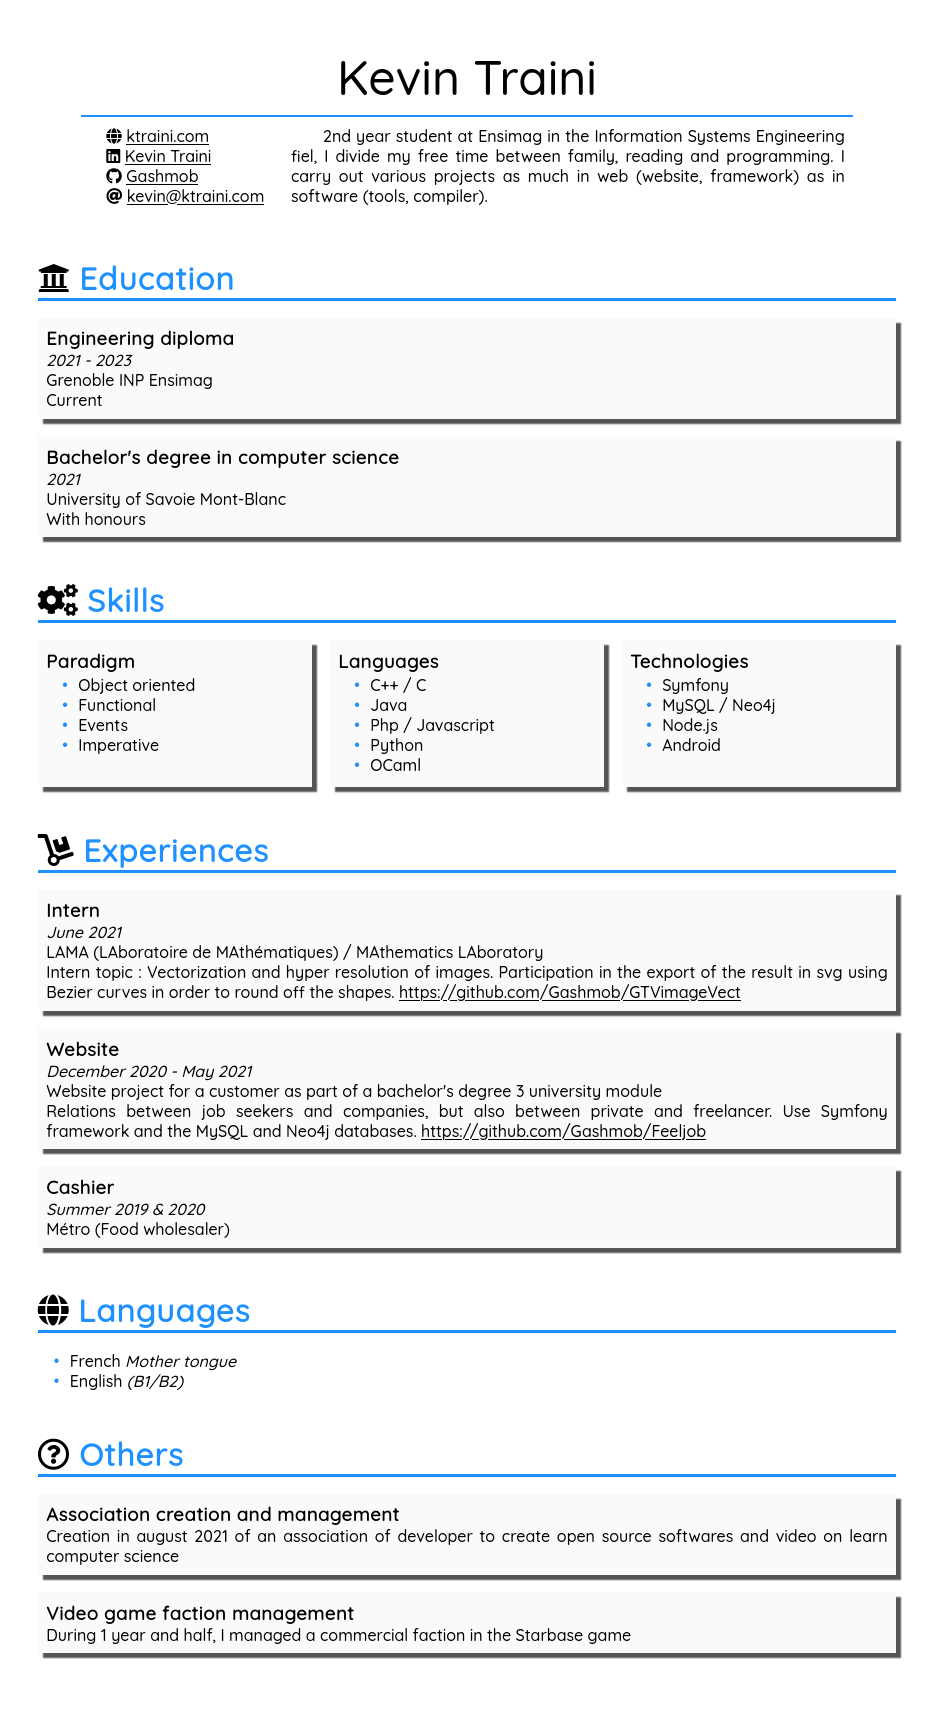 Kevin Traini
ktraini.com
Kevin Traini
Gashmob
kevin@ktraini.com
2nd year student at Ensimag in the Information Systems Engineering
fiel, I divide my free time between family, reading and programming. I
carry out various projects as much in web (website, framework) as in
software (tools, compiler).
Education
Engineering diploma
2021 - 2023
Grenoble INP Ensimag
Current
Bachelor's degree in computer science
2021
University of Savoie Mont-Blanc
With honours
Skills
Paradigm
• Object oriented
• Functional
• Events
• Imperative
Languages
• C++ / C
• Java
• Php / Javascript
• Python
• OCaml
Technologies
• Symfony
• MySQL / Neo4j
• Node.js
• Android
Experiences
Intern
June 2021
LAMA (LAboratoire de MAthématiques) / MAthematics LAboratory
Intern topic : Vectorization and hyper resolution of images. Participation in the export of the result in svg using
Bezier curves in order to round off the shapes. https://github.com/Gashmob/GTVimageVect
Website
December 2020 - May 2021
Website project for a customer as part of a bachelor's degree 3 university module
Relations between job seekers and companies, but also between private and freelancer. Use Symfony
framework and the MySQL and Neo4j databases. https://github.com/Gashmob/Feeljob
Cashier
Summer 2019 & 2020
Métro (Food wholesaler)
Languages
• French Mother tongue
• English (B1/B2)
Others
Association creation and management
Creation in august 2021 of an association of developer to create open source softwares and video on learn
computer science
Video game faction management
During 1 year and half, I managed a commercial faction in the Starbase game